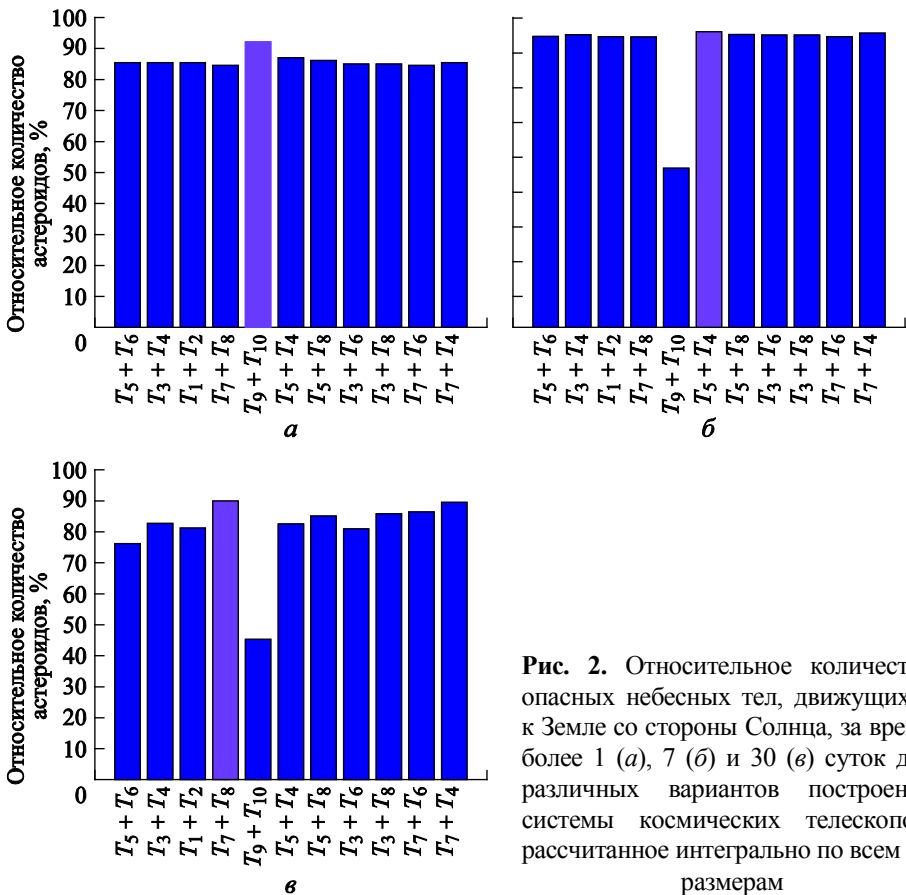 Относительное количество
астероидов, %
100
90
80
70
60
50
40
30
20
10
0
T5 + T6
T3 + T4
T1 + T2
T7 + T8
T9 + T10
T5 + T4
T5 + T8
T3 + T6
T3 + T8
T7 + T6
T7 + T4
а
T5 + T6
T3 + T4
T1 + T2
T7 + T8
T9 + T10
T5 + T4
T5 + T8
T3 + T6
T3 + T8
T7 + T6
T7 + T4
б
Относительное количество
астероидов, %
100
90
80
70
60
50
40
30
20
10
0
T5 + T6
T3 + T4
T1 + T2
T7 + T8
T9 + T10
T5 + T4
T5 + T8
T3 + T6
T3 + T8
T7 + T6
T7 + T4
в
Рис. 2. Относительное количест
опасных небесных тел, движущих
к Земле со стороны Солнца, за вре
более 1 (а), 7 (б) и 30 (в) суток д
различных вариантов построен
системы космических телескопо
рассчитанное интегрально по всем
размерам